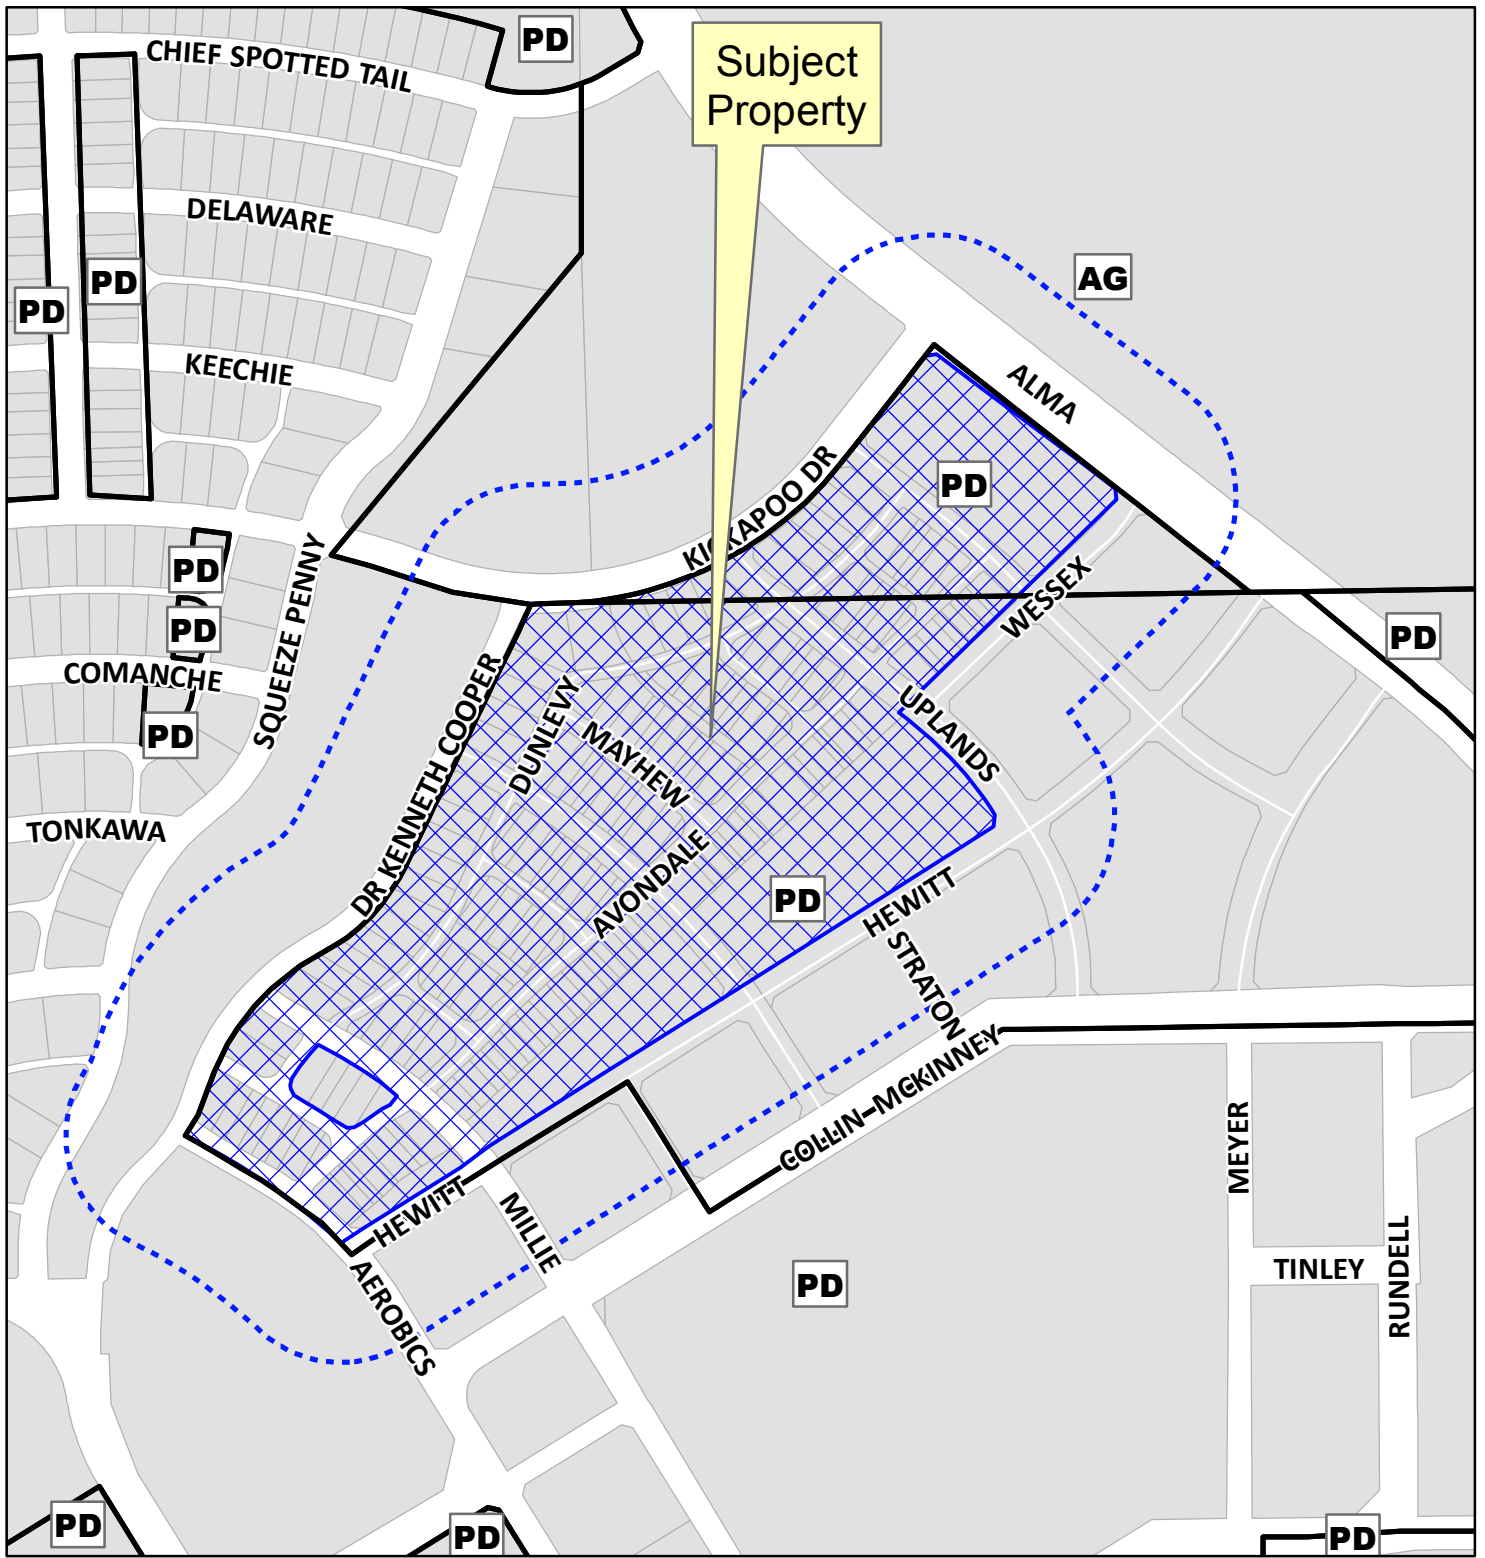 PD
CHIEF SPOTTED TAIL
Subject
Property
DELAWARE
AG
PD
PD
KEECHIE
ALMA
KICKAPOO DR
PD
PD
SQUEEZE PENNY
WESSEX
PD
PD
COMANCHE
PD
DR KENNETH COOPER
DUNLEVY
MAYHEW
UPLANDS
TONKAWA
AVONDALE
PD
HEWITT
STRATON
COLLIN-MCKINNEY
MEYER
HEWITT
MILLIE
AEROBICS
PD
TINLEY
RUNDELL
PD
PD
PD